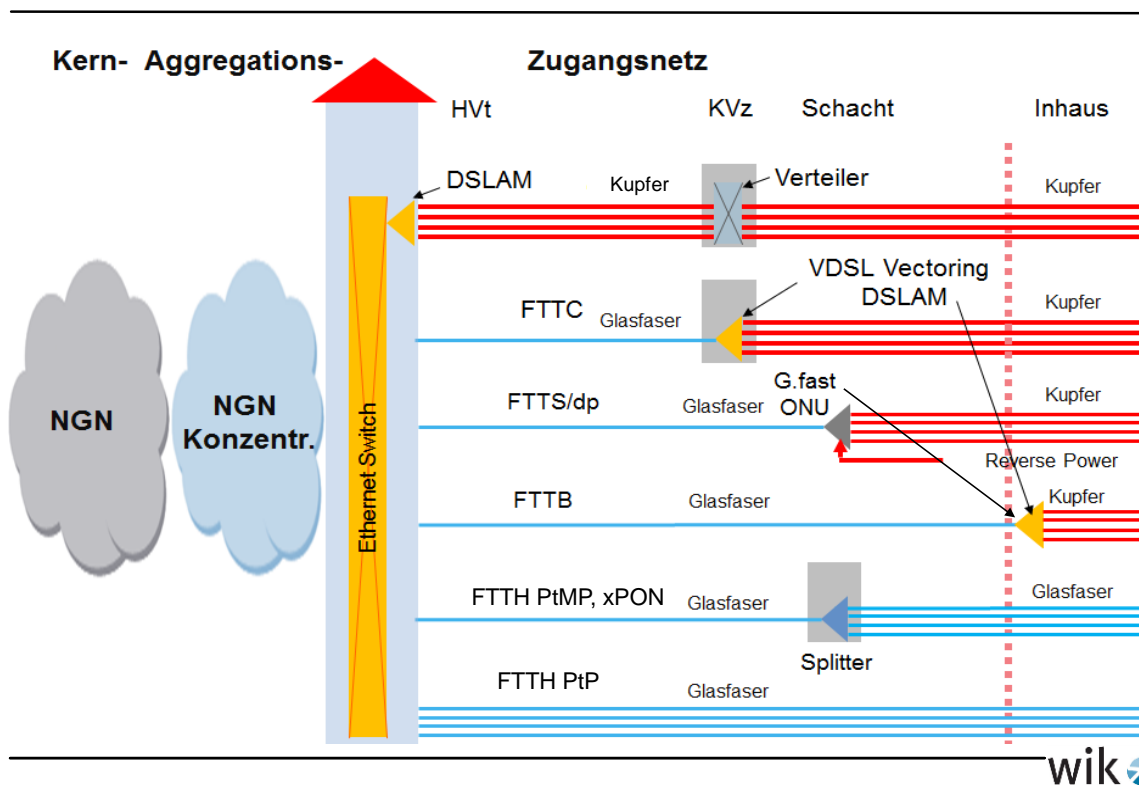 Kern- Aggregations- Zugangsnetz
HVt KVz Schacht Inhaus
DSLAM Kupfer Verteiler Kupfer
VDSL Vectoring
DSLAM
FTTC Glasfaser Kupfer
G.fast
ONU
FTTS/dp Glasfaser Kupfer
NGN
NGN
Konzentr.
Ethernet Switch
Reverse Power
FTTB Glasfaser Kupfer
FTTH PtMP, xPON Glasfaser Glasfaser
Splitter
FTTH PtP Glasfaser
wik